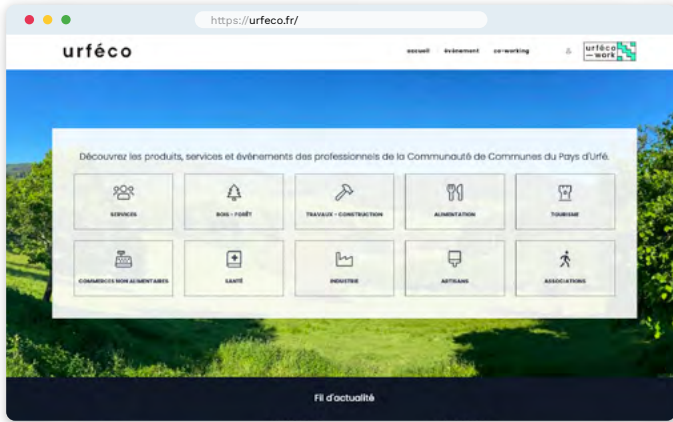 https://urfeco.fr/
urféco
accueil événement co-working
urféco
—work
Découvrez les produits, services et événements des professionnels de la Communauté de Communes du Pays d'Urfé.
SERVICES
BOIS - FORÊT
TRAVAUX - CONSTRUCTION
ALIMENTATION
TOURISME
COMMERCES NON ALIMENTAIRES
SANTÉ
INDUSTRIE
ARTISANS
ASSOCIATIONS
Fil d'actualité